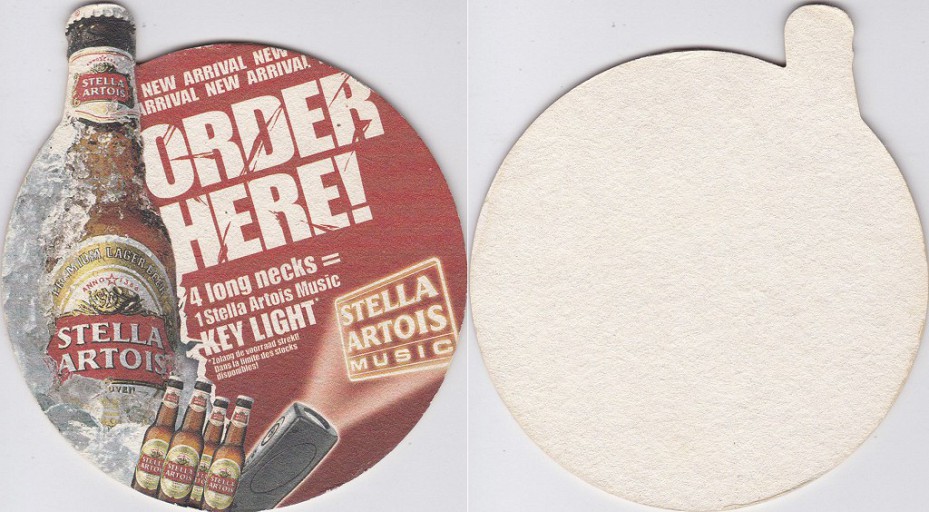 NEW ARRIVAL NEW
ARRIVAL NEW ARRIVAL
ORDER
HERE!
4 long necks =
1 Stella Artois Music
KEY LIGHT*
*Zolang de voorraad strekt!
Dans la limite des stocks
disponibles!
STELLA
ARTOIS
MUSIC
STELLA
ARTOIS
PREMIUM LAGER BEER
ANNO 1366
STELLA
ARTOIS
STELLA
ARTOIS
STELLA
ARTOIS
STELLA
ARTOIS